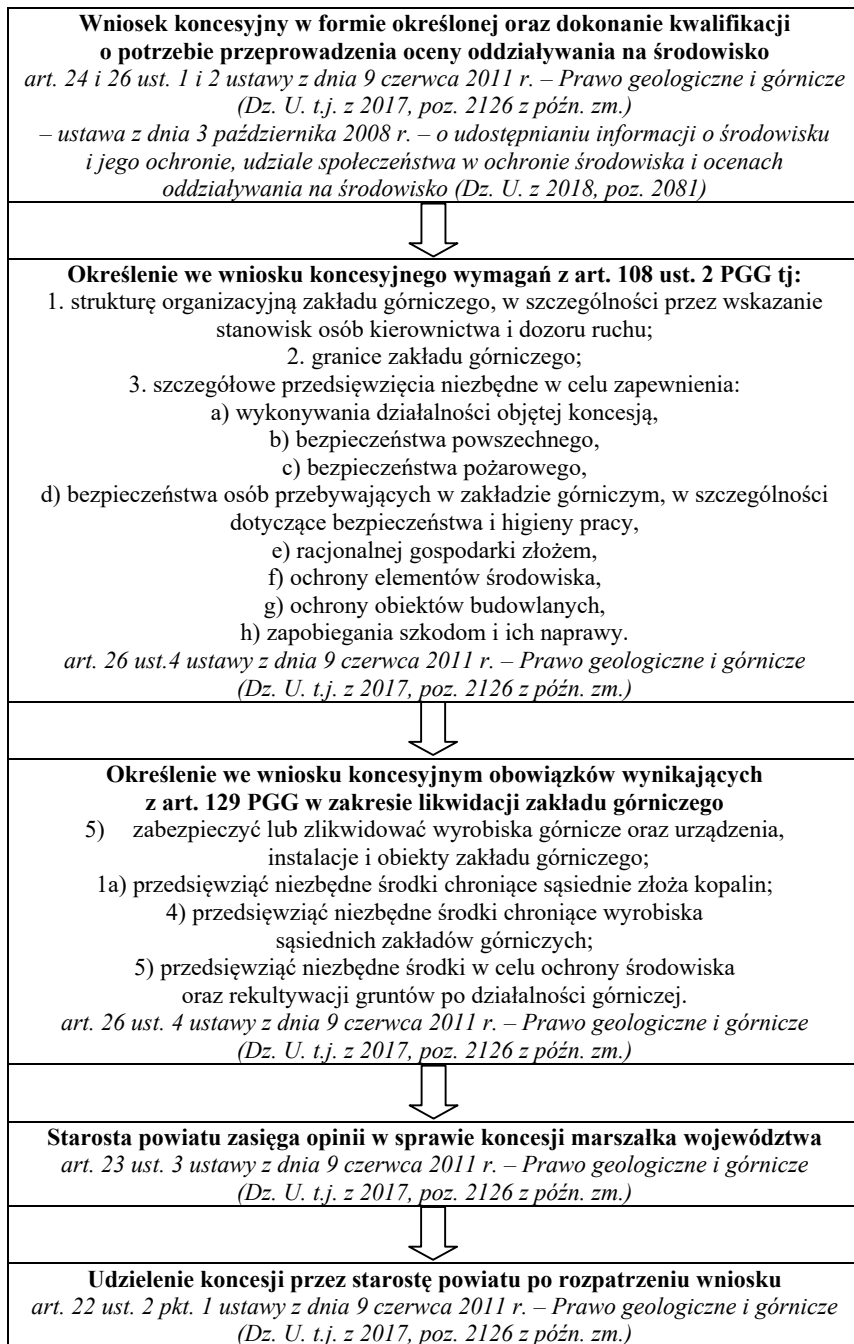 Wniosek koncesyjny w formie określonej oraz dokonanie kwalifikacji
o potrzebie przeprowadzenia oceny oddziaływania na środowisko
art. 24 i 26 ust. 1 i 2 ustawy z dnia 9 czerwca 2011 r. – Prawo geologiczne i górnicze
(Dz. U. t.j. z 2017, poz. 2126 z późn. zm.)
– ustawa z dnia 3 października 2008 r. – o udostępnianiu informacji o środowisku
i jego ochronie, udziale społeczeństwa w ochronie środowiska i ocenach
oddziaływania na środowisko (Dz. U. z 2018, poz. 2081)
Określenie we wniosku koncesyjnego wymagań z art. 108 ust. 2 PGG tj:
1. strukturę organizacyjną zakładu górniczego, w szczególności przez wskazanie
stanowisk osób kierownictwa i dozoru ruchu;
2. granice zakładu górniczego;
3. szczegółowe przedsięwzięcia niezbędne w celu zapewnienia:
a) wykonywania działalności objętej koncesją,
b) bezpieczeństwa powszechnego,
c) bezpieczeństwa pożarowego,
d) bezpieczeństwa osób przebywających w zakładzie górniczym, w szczególności
dotyczące bezpieczeństwa i higieny pracy,
e) racjonalnej gospodarki złożem,
f) ochrony elementów środowiska,
g) ochrony obiektów budowlanych,
h) zapobiegania szkodom i ich naprawy.
art. 26 ust.4 ustawy z dnia 9 czerwca 2011 r. – Prawo geologiczne i górnicze
(Dz. U. t.j. z 2017, poz. 2126 z późn. zm.)
Określenie we wniosku koncesyjnym obowiązków wynikających
z art. 129 PGG w zakresie likwidacji zakładu górniczego
5) zabezpieczyć lub zlikwidować wyrobiska górnicze oraz urządzenia,
instalacje i obiekty zakładu górniczego;
1a) przedsięwziąć niezbędne środki chroniące sąsiednie złoża kopalin;
4) przedsięwziąć niezbędne środki chroniące wyrobiska
sąsiednich zakładów górniczych;
5) przedsięwziąć niezbędne środki w celu ochrony środowiska
oraz rekultywacji gruntów po działalności górniczej.
art. 26 ust. 4 ustawy z dnia 9 czerwca 2011 r. – Prawo geologiczne i górnicze
(Dz. U. t.j. z 2017, poz. 2126 z późn. zm.)
Starosta powiatu zasięga opinii w sprawie koncesji marszałka województwa
art. 23 ust. 3 ustawy z dnia 9 czerwca 2011 r. – Prawo geologiczne i górnicze
(Dz. U. t.j. z 2017, poz. 2126 z późn. zm.)
Udzielenie koncesji przez starostę powiatu po rozpatrzeniu wniosku
art. 22 ust. 2 pkt. 1 ustawy z dnia 9 czerwca 2011 r. – Prawo geologiczne i górnicze
(Dz. U. t.j. z 2017, poz. 2126 z późn. zm.)